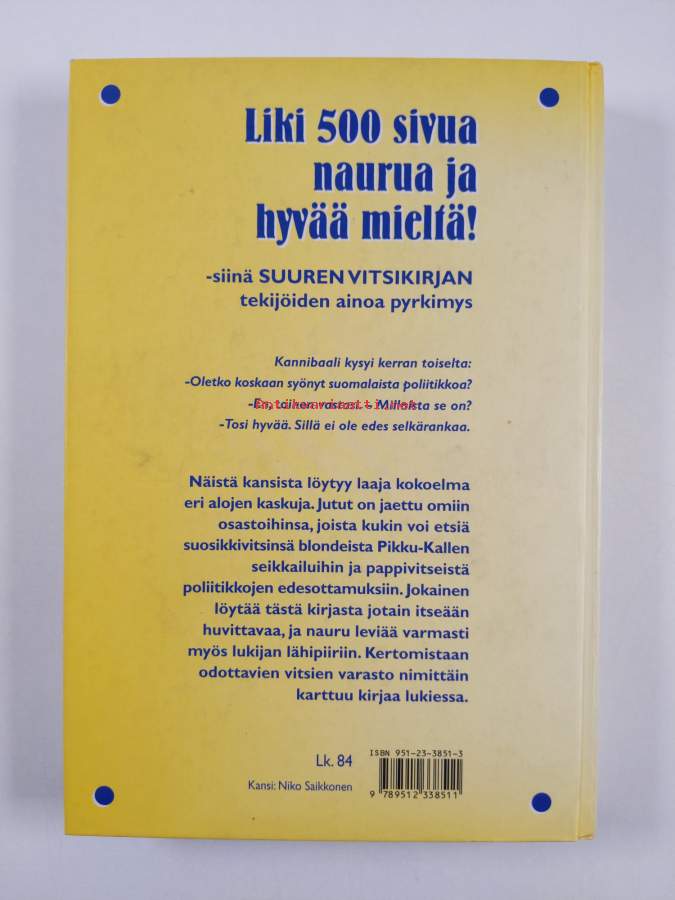 Liki 500 sivua
naurua ja
hyvää mieltä!
-siinä SUUREN VITSIKIRJAN
tekijöiden ainoa pyrkimys
Kannibaali kysyi kerran toiselta:
-Oletko koskaan syönyt suomalaista poliitikkoa?
-En, toinen vastasi. - Millaista se on?
-Tosi hyvää. Sillä ei ole edes selkärankaa.
Näistä kansista löytyy laaja kokoelma
eri alojen kaskuja. Jutut on jaettu omiin
osastoihinsa, joista kukin voi etsiä
suosikkivitsinsä blondeista Pikku-Kallen
seikkailuihin ja pappivitseistä
poliitikkojen edesottamuksiin. Jokainen
löytää tästä kirjasta jotain itseään
huvittavaa, ja nauru leviää varmasti
myös lukijan lähipiiriin. Kertomistaan
odottavien vitsien varasto nimittäin
karttuu kirjaa lukiessa.
Lk. 84
Kansi: Niko Saikkonen
ISBN 951-23-3851-3
9 789512 338511